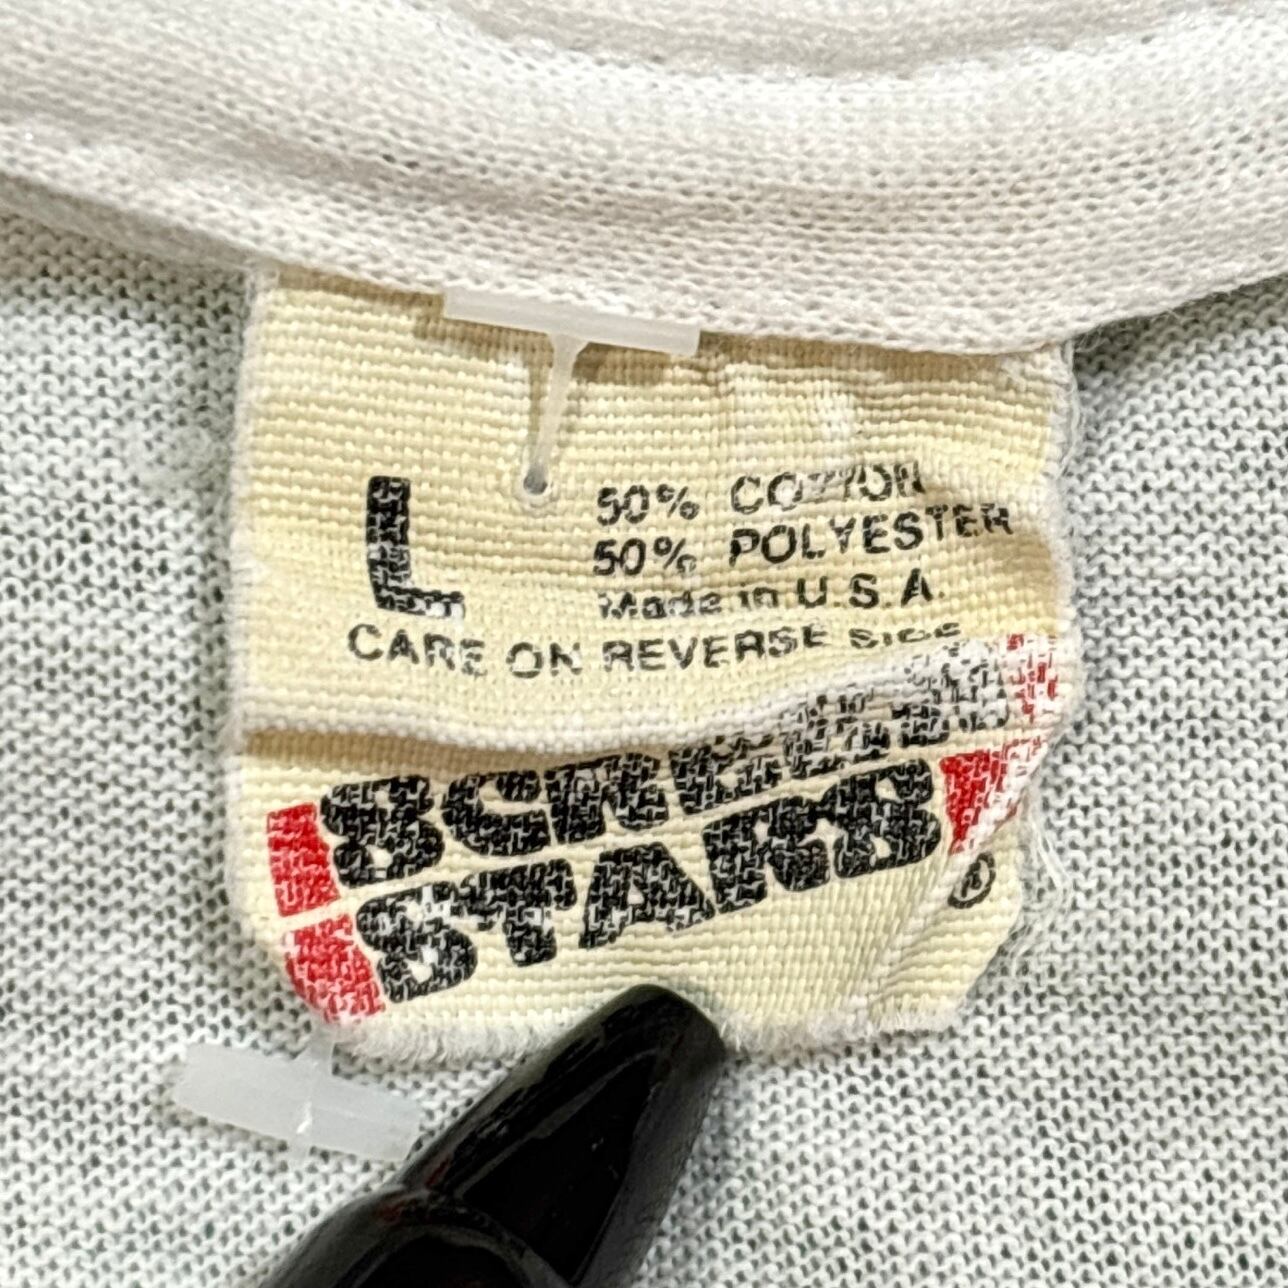 L
50% COTTON
50% POLYESTER
Made in U.S.A.
CARE ON REVERSE SIDE
SCREEN
STARS
®